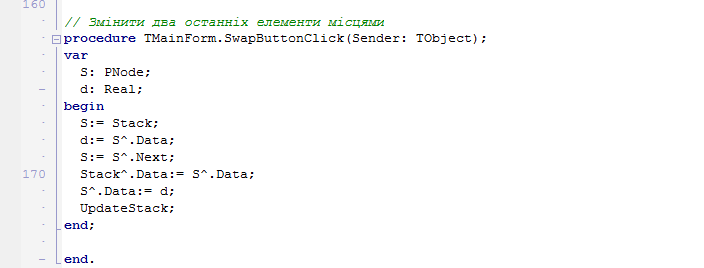 160
// Змінити два останніх елементи місцями
procedure TMainForm.SwapButtonClick(Sender: TObject);
var
S: PNode;
d: Real;
begin
S:= Stack;
d:= S^.Data;
S:= S^.Next;
170 Stack^.Data:= S^.Data;
S^.Data:= d;
UpdateStack;
end;
end.